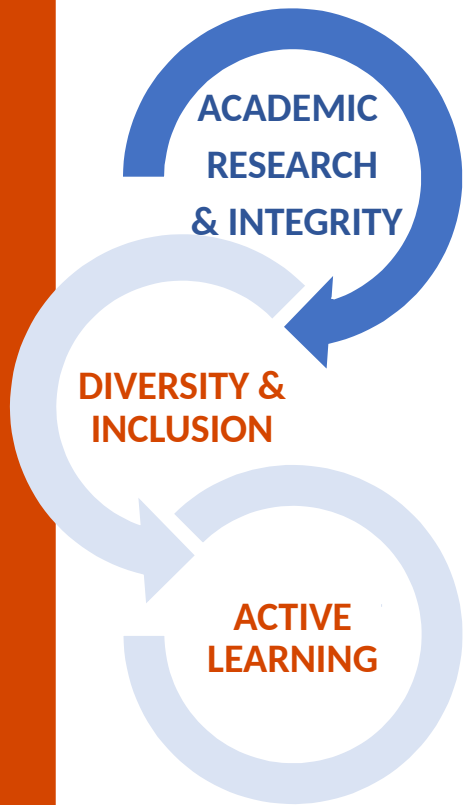 ACADEMIC
RESEARCH
& INTEGRITY
DIVERSITY &
INCLUSION
ACTIVE
LEARNING